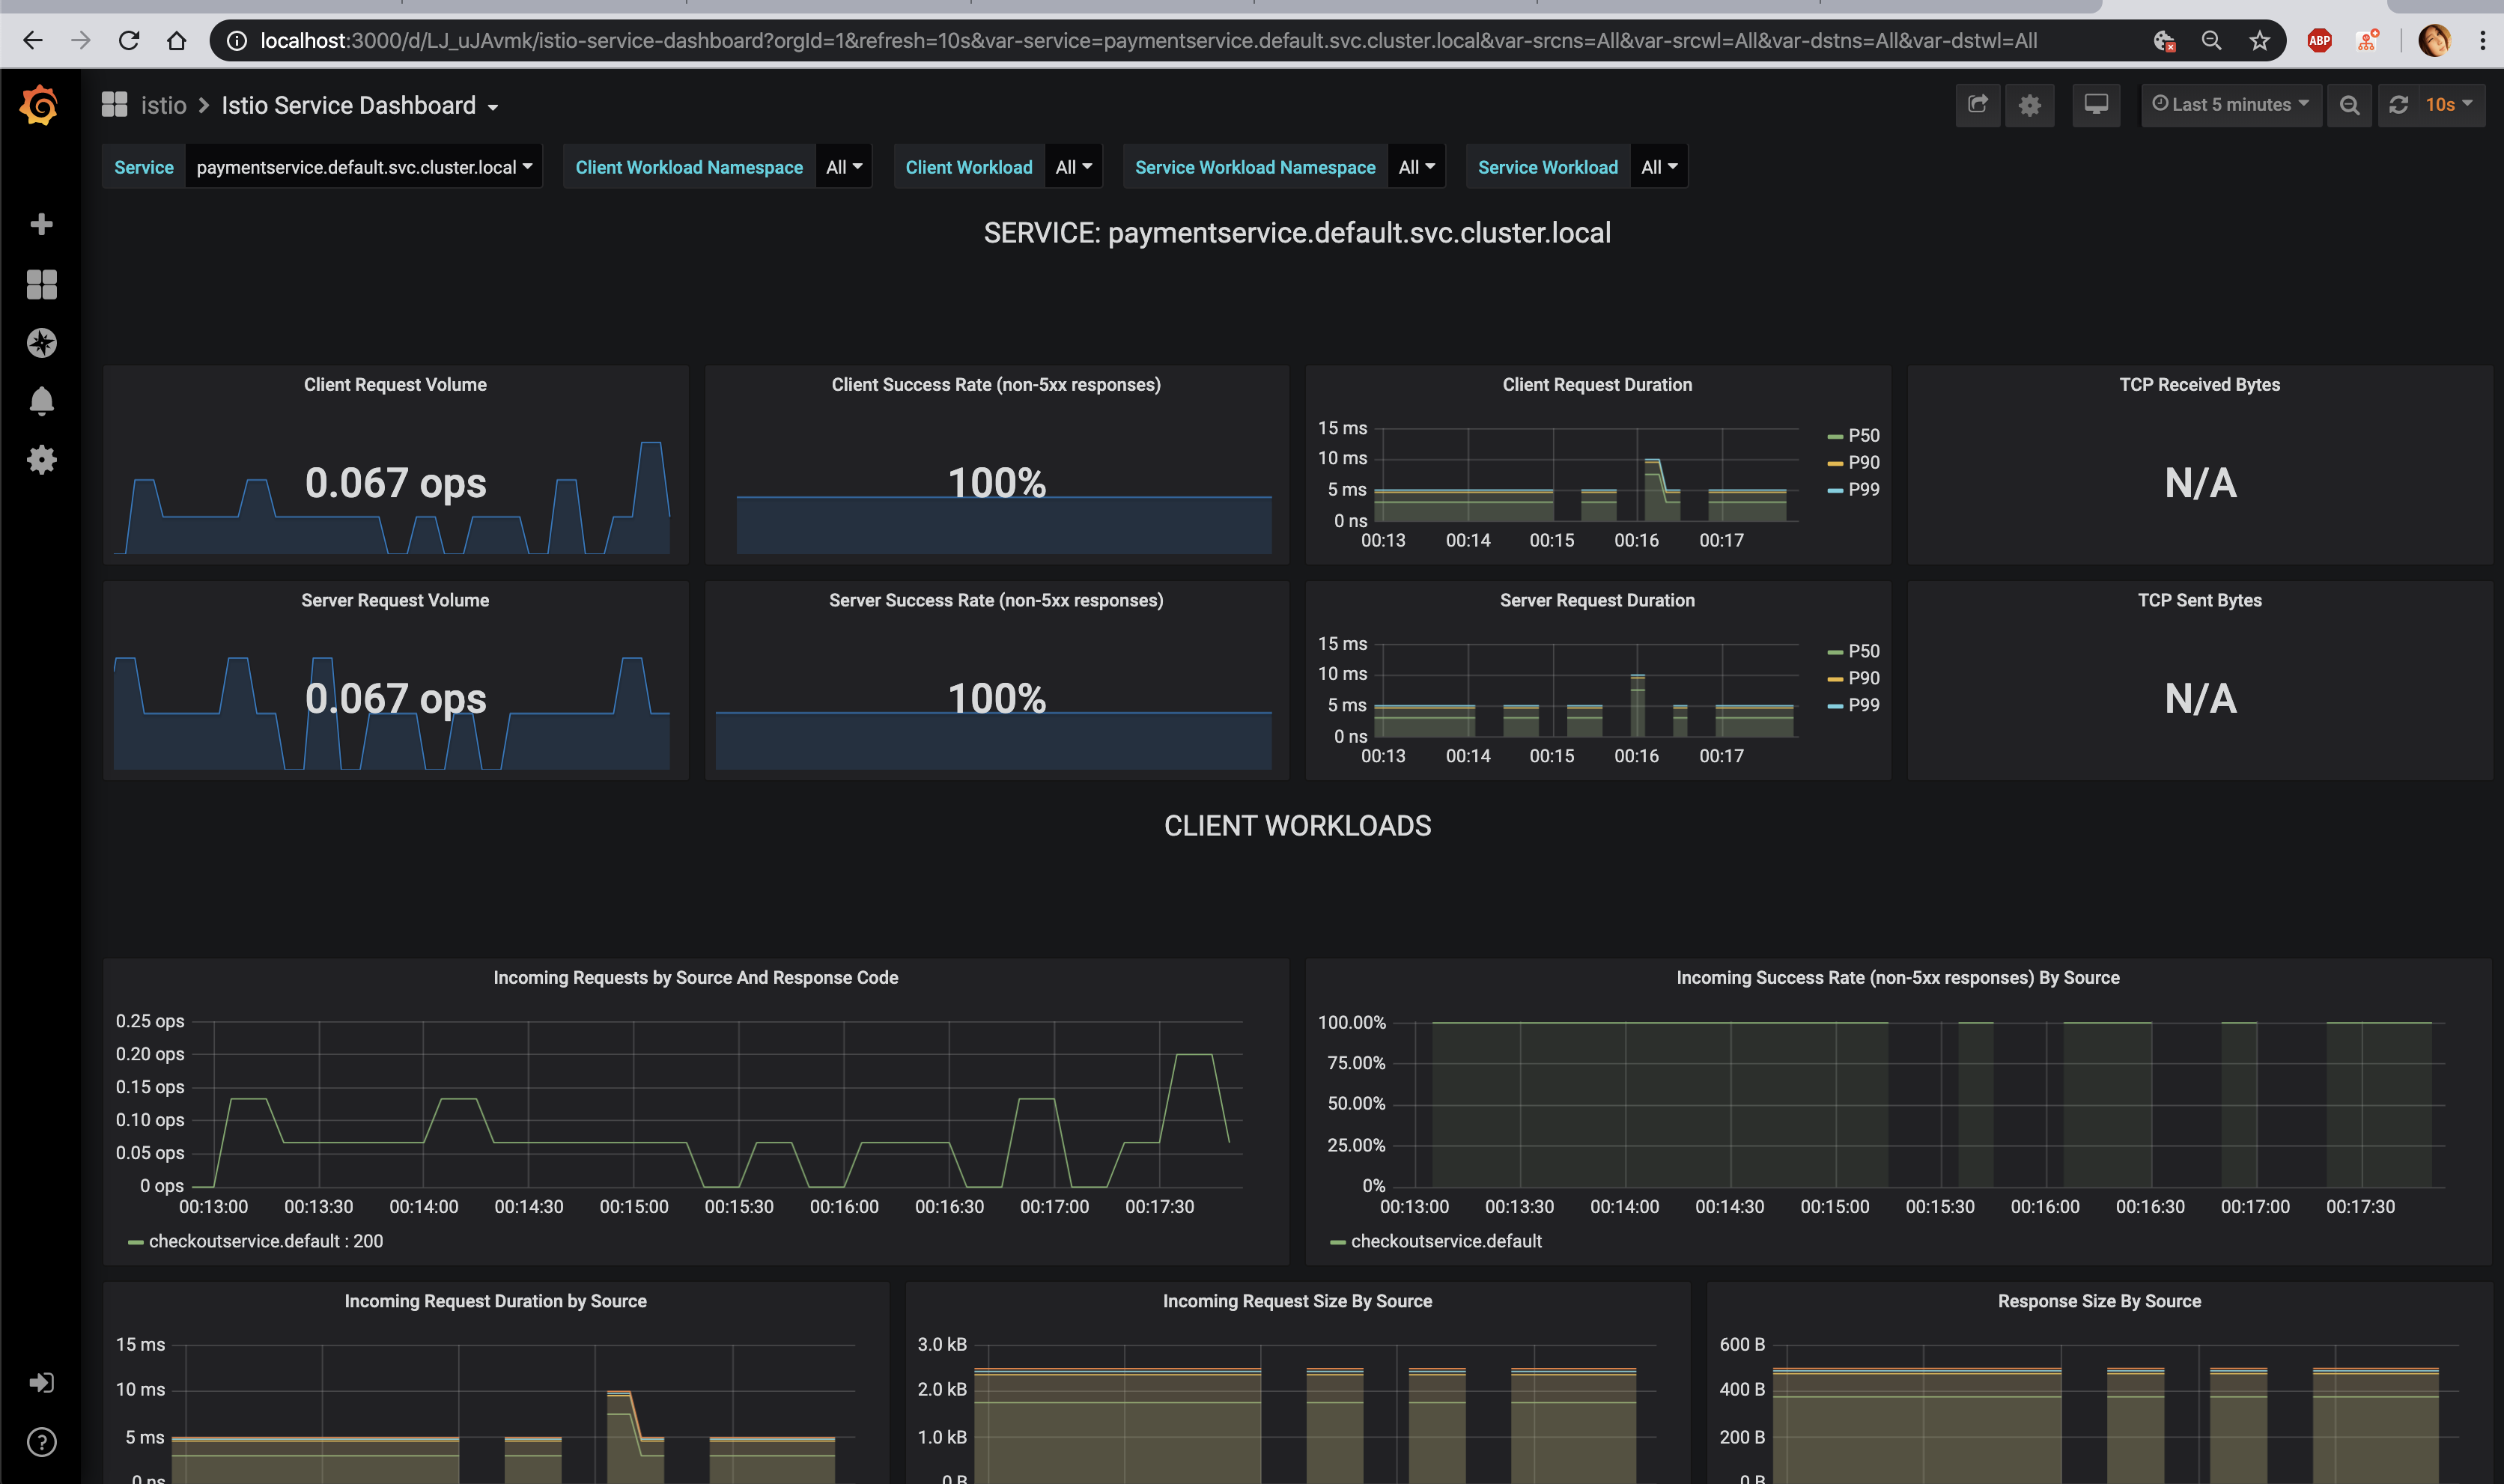 localhost:3000/d/LJ_uJAvmk/istio-service-dashboard?orgId=1&refresh=10s&var-service=paymentservice.default.svc.cluster.local&var-srcns=All&var-srcwl=All&var-dstns=All&var-dstwl=All
ABP
istio > Istio Service Dashboard
Last 5 minutes
10s
Service paymentservice.default.svc.cluster.local Client Workload Namespace All Client Workload All Service Workload Namespace All Service Workload All
SERVICE: paymentservice.default.svc.cluster.local
Client Request Volume
0.067 ops
Client Success Rate (non-5xx responses)
100%
Client Request Duration
15 ms
10 ms
5 ms
0 ns
00:13 00:14 00:15 00:16 00:17
P50
P90
P99
TCP Received Bytes
N/A
Server Request Volume
0.067 ops
Server Success Rate (non-5xx responses)
100%
Server Request Duration
15 ms
10 ms
5 ms
0 ns
00:13 00:14 00:15 00:16 00:17
P50
P90
P99
TCP Sent Bytes
N/A
CLIENT WORKLOADS
Incoming Requests by Source And Response Code
0.25 ops
0.20 ops
0.15 ops
0.10 ops
0.05 ops
0 ops
00:13:00 00:13:30 00:14:00 00:14:30 00:15:00 00:15:30 00:16:00 00:16:30 00:17:00 00:17:30
checkoutservice.default : 200
Incoming Success Rate (non-5xx responses) By Source
100.00%
75.00%
50.00%
25.00%
0%
00:13:00 00:13:30 00:14:00 00:14:30 00:15:00 00:15:30 00:16:00 00:16:30 00:17:00 00:17:30
checkoutservice.default
Incoming Request Duration by Source
15 ms
10 ms
5 ms
0 ns
Incoming Request Size By Source
3.0 kB
2.0 kB
1.0 kB
0 B
Response Size By Source
600 B
400 B
200 B
0 B